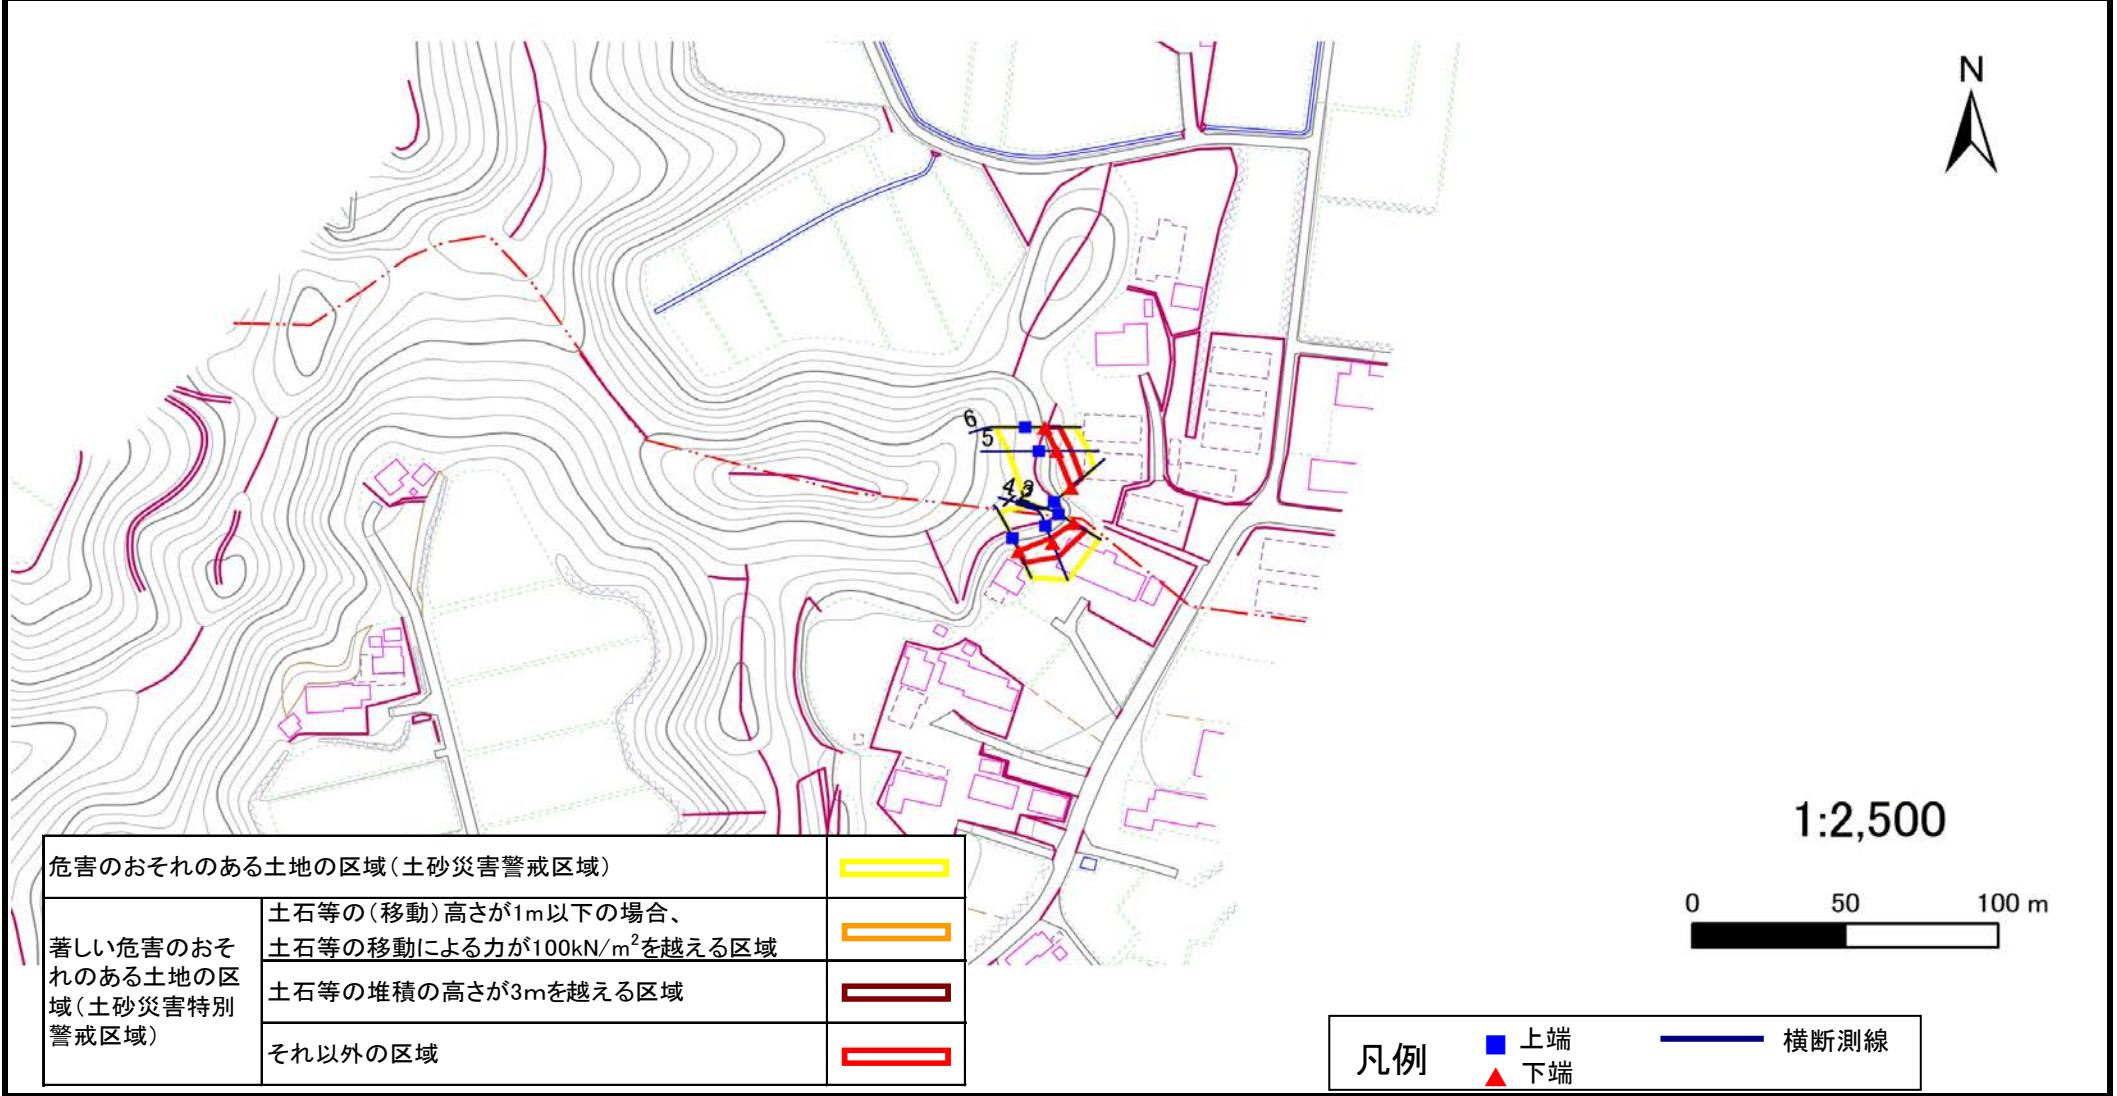 N
6
5
4
1:2,500
0 50 100 m
危害のおそれのある土地の区域(土砂災害警戒区域)
著しい危害のおそ
れのある土地の区
域(土砂災害特別
警戒区域)
土石等の(移動)高さが1m以下の場合、
土石等の移動による力が100kN/m²を越える区域
土石等の堆積の高さが3mを越える区域
それ以外の区域
凡例
上端
下端
横断測線